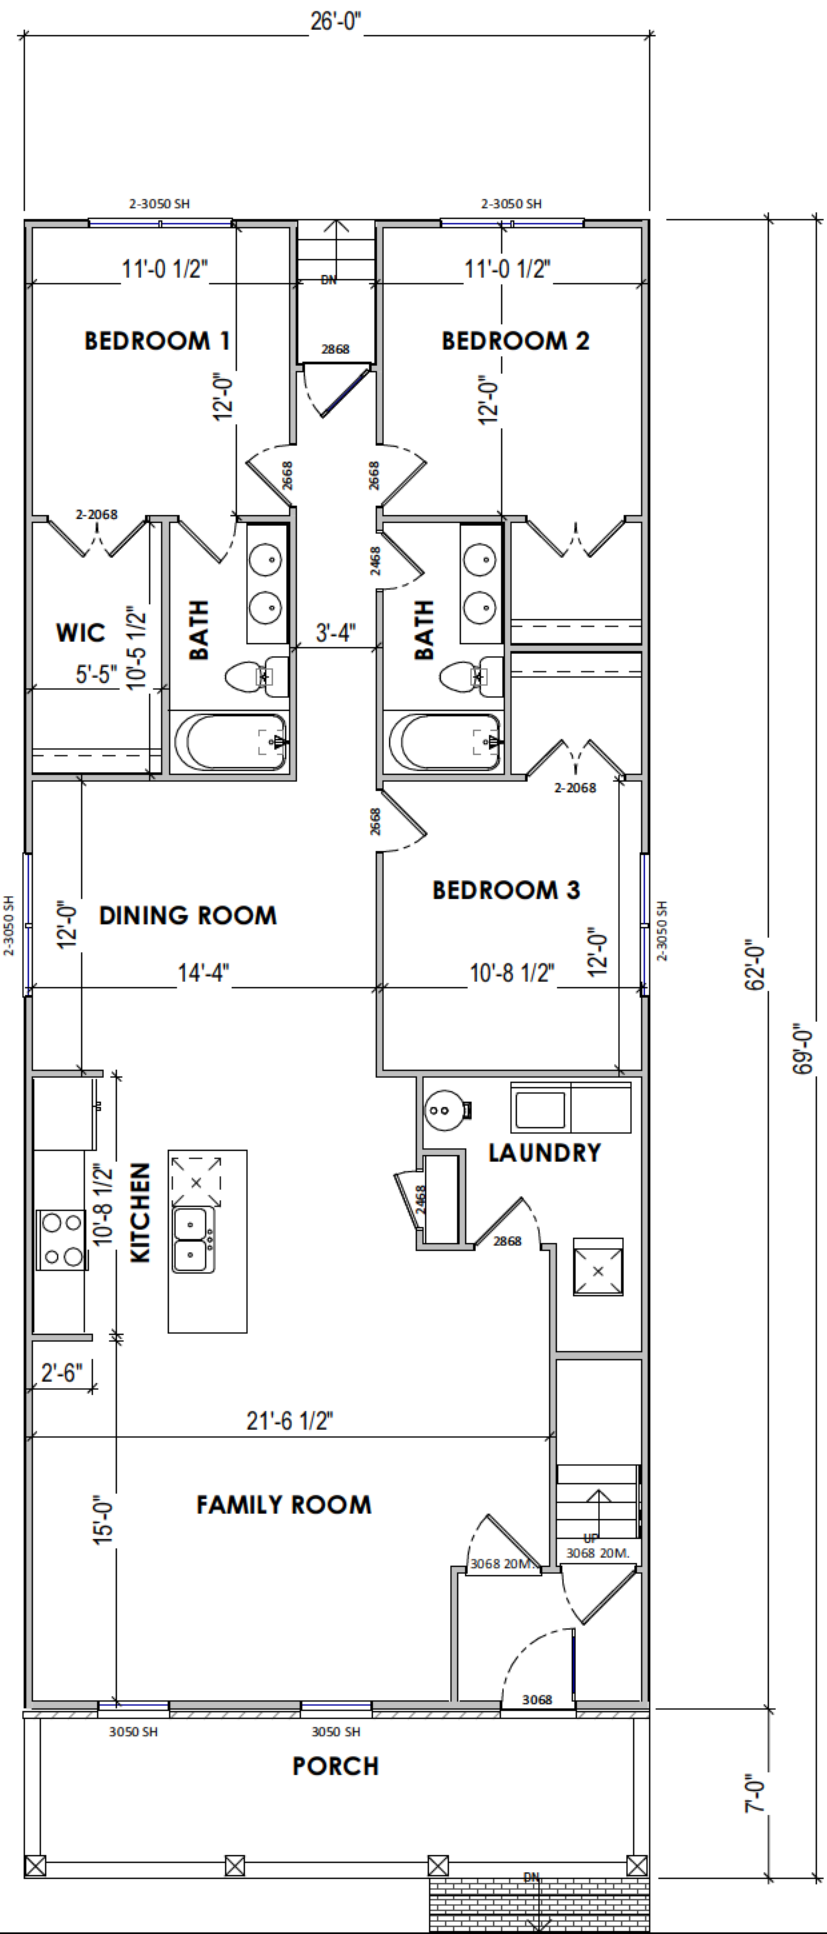 26'-0"
2-3050 SH
2-3050 SH
11'-0 1/2"
11'-0 1/2"
DN
BEDROOM 1
2868
BEDROOM 2
12'-0"
12'-0"
2668
2668
2-2068
2468
WIC
BATH
3'-4"
BATH
10'-5 1/2"
5'-5"
2-2068
2668
BEDROOM 3
DINING ROOM
2-3050 SH
12'-0"
12'-0"
2-3050 SH
14'-4"
10'-8 1/2"
62'-0"
69'-0"
LAUNDRY
KITCHEN
10'-8 1/2"
2468
2868
2'-6"
21'-6 1/2"
FAMILY ROOM
15'-0"
UP
3068 20M.
3068 20M.
3068
3050 SH
3050 SH
PORCH
7'-0"
DN